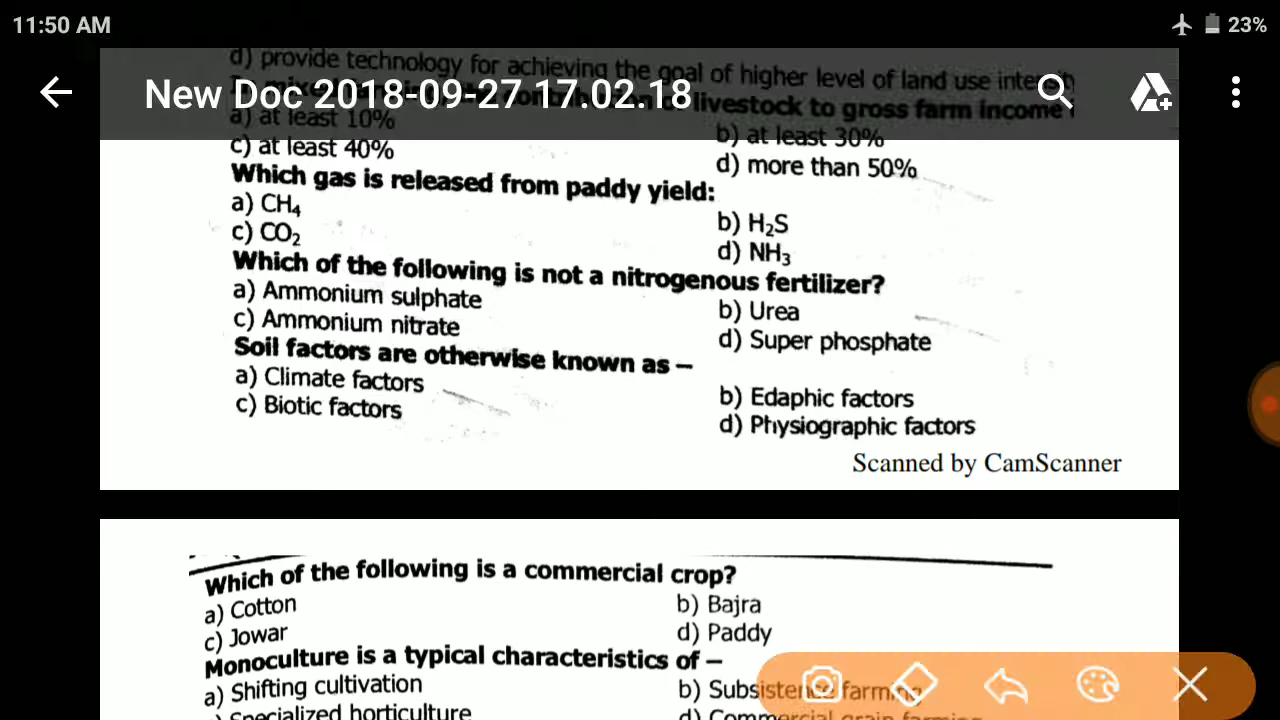 11:50 AM
23%
d) provide technology for achieving the goal of higher level of land use
New Doc 2018-09-27 17.02.18
livestock to gross farm income
a) at least 10%
b) at least 30%
c) at least 40%
d) more than 50%
Which gas is released from paddy yield:
a) CH₄
b) H₂S
c) CO₂
d) NH₃
Which of the following is not a nitrogenous fertilizer?
a) Ammonium sulphate
b) Urea
c) Ammonium nitrate
d) Super phosphate
Soil factors are otherwise known as –
a) Climate factors
b) Edaphic factors
c) Biotic factors
d) Physiographic factors
Scanned by CamScanner
Which of the following is a commercial crop?
a) Cotton
b) Bajra
c) Jowar
d) Paddy
Monoculture is a typical characteristics of –
a) Shifting cultivation
b) Subsistence farming
Specialized horticulture
d) Commercial grain farming